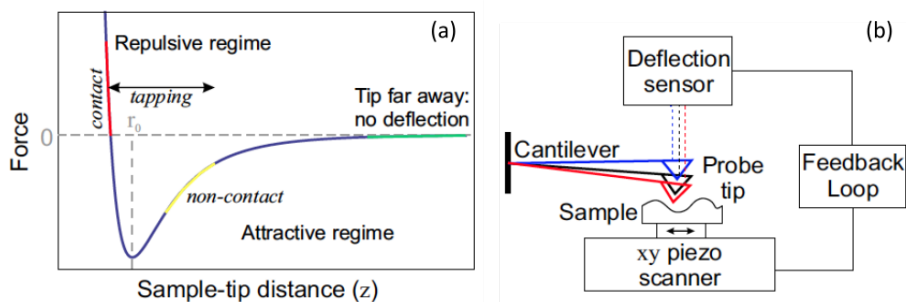 (a)
Repulsive regime
contact
tapping
r₀
Tip far away:
no deflection
0
Force
non-contact
Attractive regime
Sample-tip distance (z)
(b)
Deflection
sensor
Cantilever
Probe
tip
Feedback
Loop
Sample
xy piezo
scanner